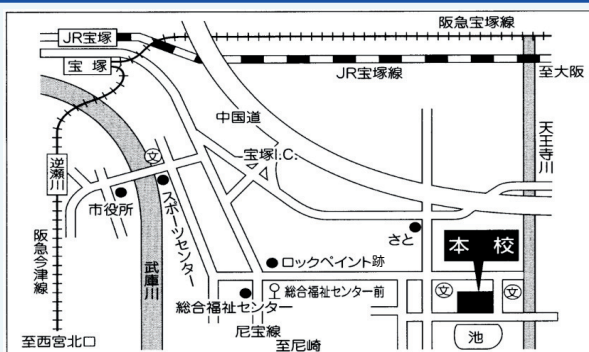 阪急宝塚線
JR宝塚
宝塚
JR宝塚線
至大阪
中国道
宝塚I.C.
天王寺川
逆瀬川
文
市役所
スポーツセンター
さと
本校
阪急今津線
武庫川
ロックペイント跡
総合福祉センター前
文
文
総合福祉センター
尼宝線
池
至西宮北口
至尼崎